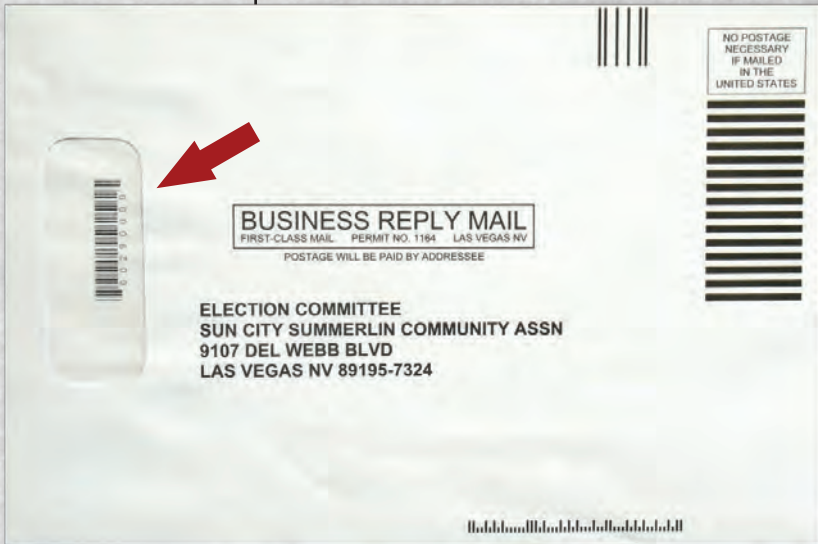 NO POSTAGE
NECESSARY
IF MAILED
IN THE
UNITED STATES
00290000
BUSINESS REPLY MAIL
FIRST-CLASS MAIL PERMIT NO. 1164 LAS VEGAS NV
POSTAGE WILL BE PAID BY ADDRESSEE
ELECTION COMMITTEE
SUN CITY SUMMERLIN COMMUNITY ASSN
9107 DEL WEBB BLVD
LAS VEGAS NV 89195-7324